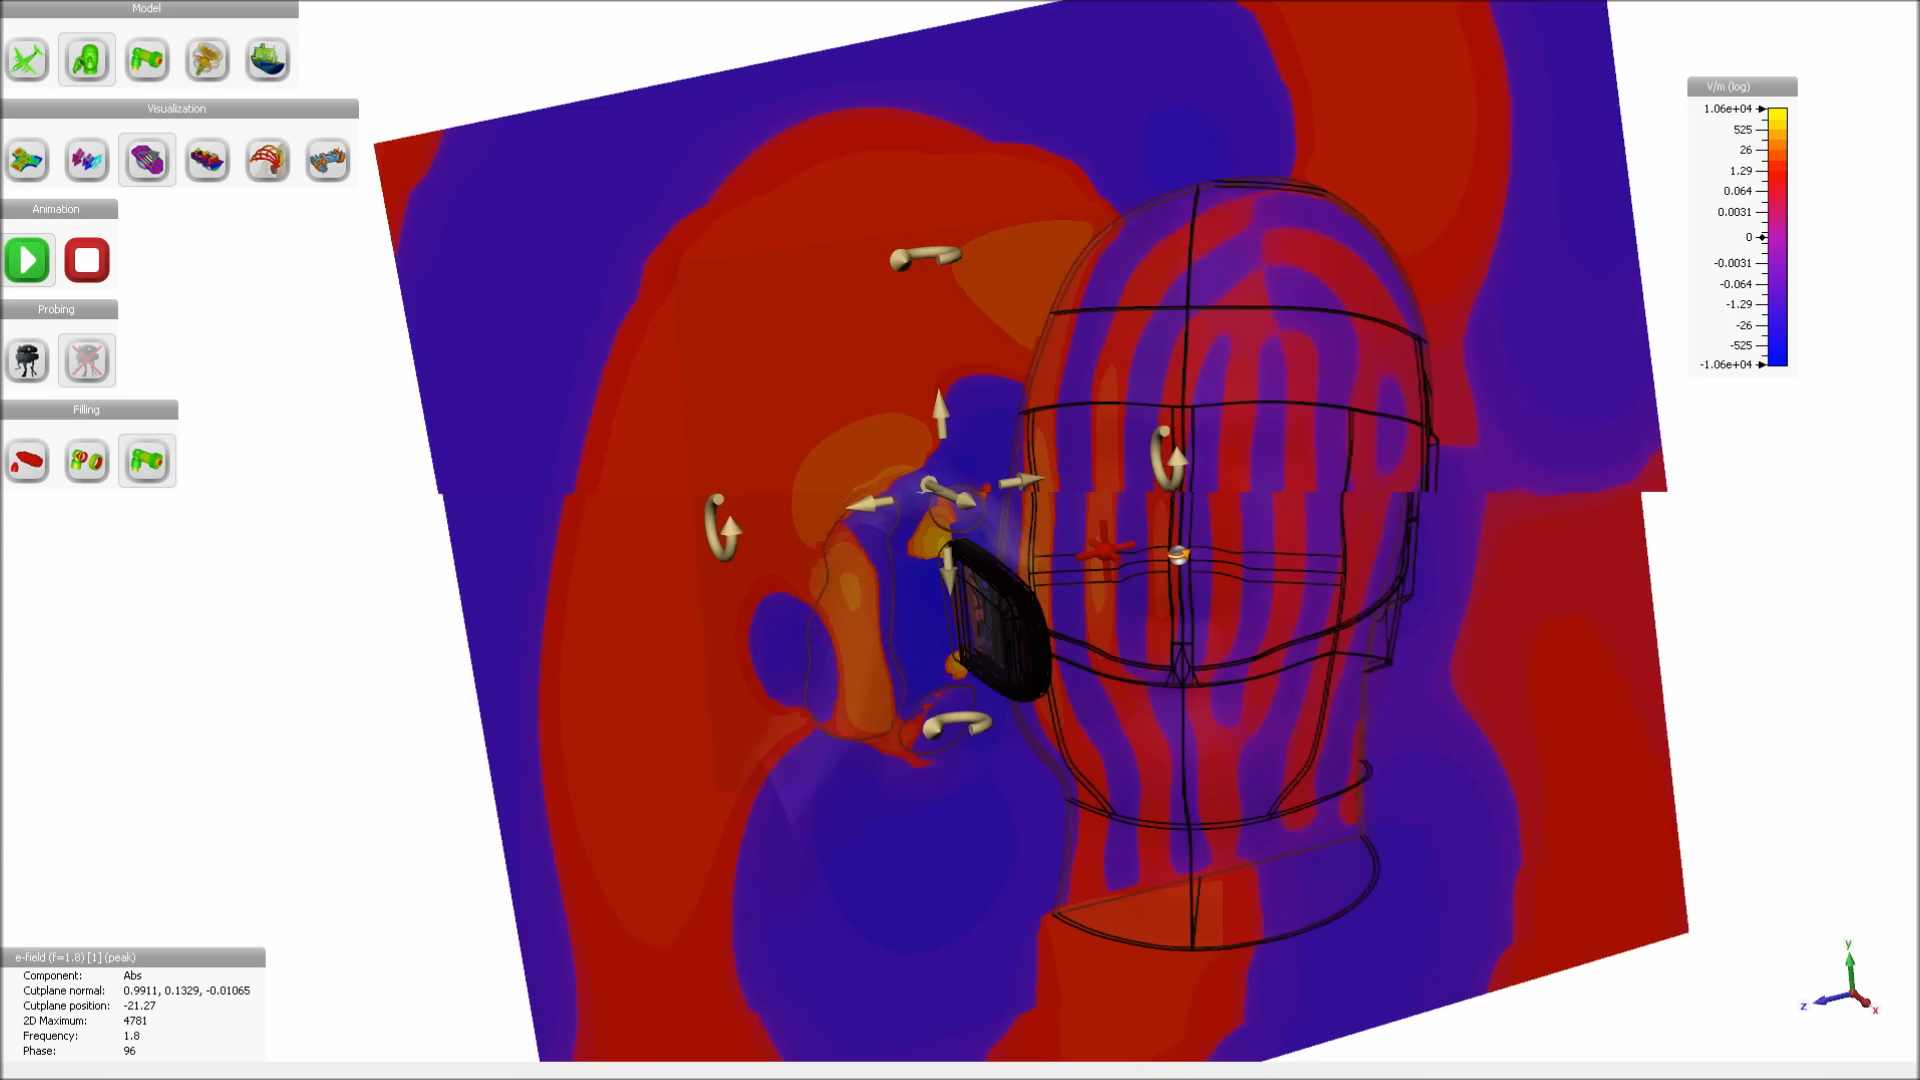 Model
Visualization
Animation
Probing
Filling
V/m (log)
1.06e+04
525
26
1.29
0.064
0.0031
0
-0.0031
-0.064
-1.29
-26
-525
-1.06e+04
e-field (f=1.8) [1] (peak)
Component: Abs
Cutplane normal: 0.9911, 0.1329, -0.01065
Cutplane position: -21.27
2D Maximum: 4781
Frequency: 1.8
Phase: 96
y
z
x